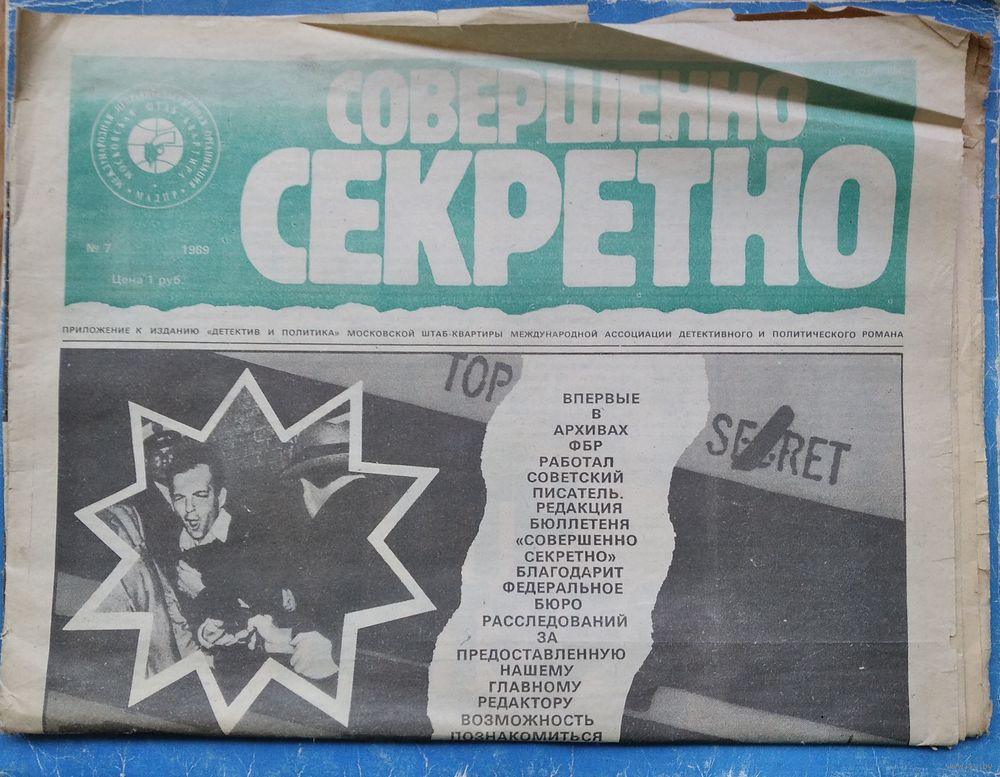 СОВЕРШЕННО
СЕКРЕТНО
№ 7 1989
Цена 1 руб.
ПРИЛОЖЕНИЕ К ИЗДАНИЮ «ДЕТЕКТИВ И ПОЛИТИКА» МОСКОВСКОЙ ШТАБ-КВАРТИРЫ МЕЖДУНАРОДНОЙ АССОЦИАЦИИ ДЕТЕКТИВНОГО И ПОЛИТИЧЕСКОГО РОМАНА
TOP
SECRET
ВПЕРВЫЕ
В
АРХИВАХ
ФБР
РАБОТАЛ
СОВЕТСКИЙ
ПИСАТЕЛЬ.
РЕДАКЦИЯ
БЮЛЛЕТЕНЯ
«СОВЕРШЕННО
СЕКРЕТНО»
БЛАГОДАРИТ
ФЕДЕРАЛЬНОЕ
БЮРО
РАССЛЕДОВАНИЙ
ЗА
ПРЕДОСТАВЛЕННУЮ
НАШЕМУ
ГЛАВНОМУ
РЕДАКТОРУ
ВОЗМОЖНОСТЬ
ПОЗНАКОМИТЬСЯ